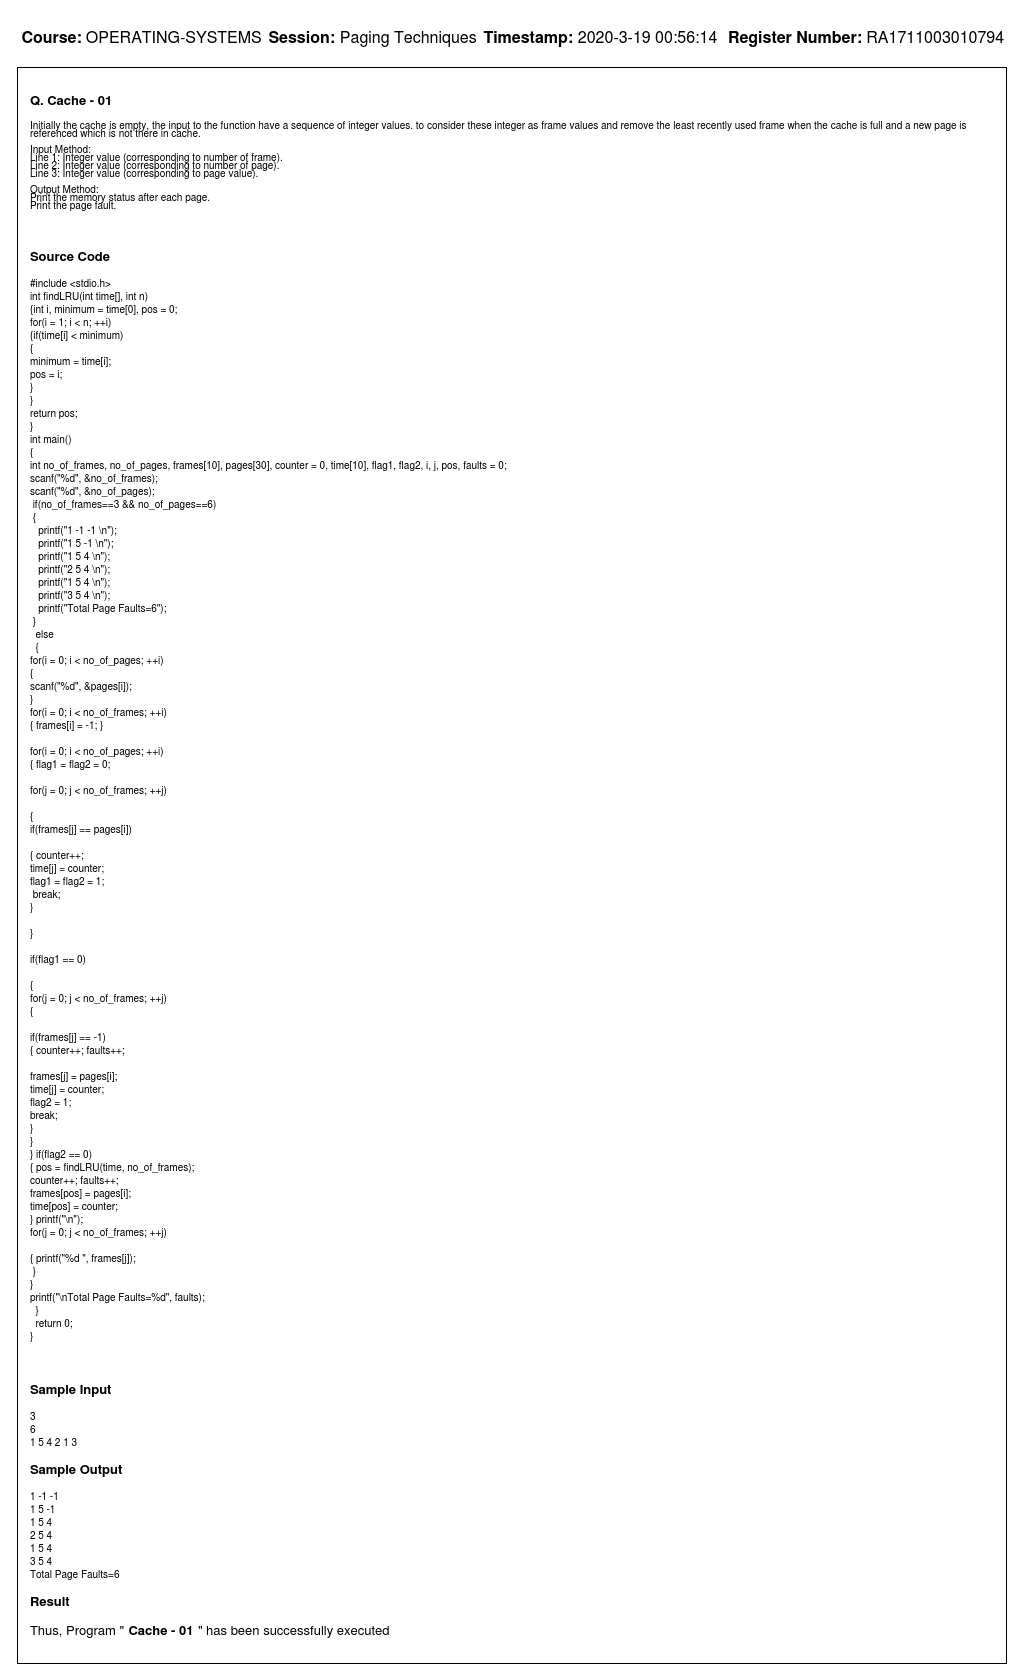 Course: OPERATING-SYSTEMS Session: Paging Techniques Timestamp: 2020-3-19 00:56:14 Register Number: RA1711003010794
Q. Cache - 01
Initially the cache is empty, the input to the function have a sequence of integer values. to consider these integer as frame values and remove the least recently used frame when the cache is full and a new page is
referenced which is not there in cache.
Input Method:
Line 1: Integer value (corresponding to number of frame).
Line 2: Integer value (corresponding to number of page).
Line 3: Integer value (corresponding to page value).
Output Method:
Print the memory status after each page.
Print the page fault.
Source Code
#include <stdio.h>
int findLRU(int time[], int n)
{int i, minimum = time[0], pos = 0;
for(i = 1; i < n; ++i)
{if(time[i] < minimum)
{
minimum = time[i];
pos = i;
}
}
return pos;
}
int main()
{
int no_of_frames, no_of_pages, frames[10], pages[30], counter = 0, time[10], flag1, flag2, i, j, pos, faults = 0;
scanf("%d", &no_of_frames);
scanf("%d", &no_of_pages);
if(no_of_frames==3 && no_of_pages==6)
{
printf("1 -1 -1 \n");
printf("1 5 -1 \n");
printf("1 5 4 \n");
printf("2 5 4 \n");
printf("1 5 4 \n");
printf("3 5 4 \n");
printf("Total Page Faults=6");
}
else
{
for(i = 0; i < no_of_pages; ++i)
{
scanf("%d", &pages[i]);
}
for(i = 0; i < no_of_frames; ++i)
{ frames[i] = -1; }
for(i = 0; i < no_of_pages; ++i)
{ flag1 = flag2 = 0;
for(j = 0; j < no_of_frames; ++j)
{
if(frames[j] == pages[i])
{ counter++;
time[j] = counter;
flag1 = flag2 = 1;
break;
}
}
if(flag1 == 0)
{
for(j = 0; j < no_of_frames; ++j)
{
if(frames[j] == -1)
{ counter++; faults++;
frames[j] = pages[i];
time[j] = counter;
flag2 = 1;
break;
}
}
} if(flag2 == 0)
{ pos = findLRU(time, no_of_frames);
counter++; faults++;
frames[pos] = pages[i];
time[pos] = counter;
} printf("\n");
for(j = 0; j < no_of_frames; ++j)
{ printf("%d ", frames[j]);
}
}
printf("\nTotal Page Faults=%d", faults);
}
return 0;
}
Sample Input
3
6
1 5 4 2 1 3
Sample Output
1 -1 -1
1 5 -1
1 5 4
2 5 4
1 5 4
3 5 4
Total Page Faults=6
Result
Thus, Program " Cache - 01 " has been successfully executed